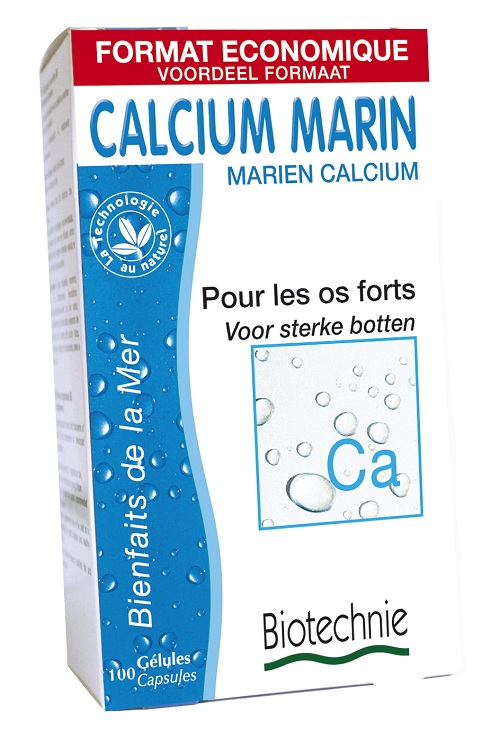 FORMAT ECONOMIQUE
VOORDEEL FORMAAT
CALCIUM MARIN
MARIEN CALCIUM
La Technologie
au naturel
Pour les os forts
Voor sterke botten
Ca
Bienfaits de la Mer
100 Gélules
Capsules
Biotechnie